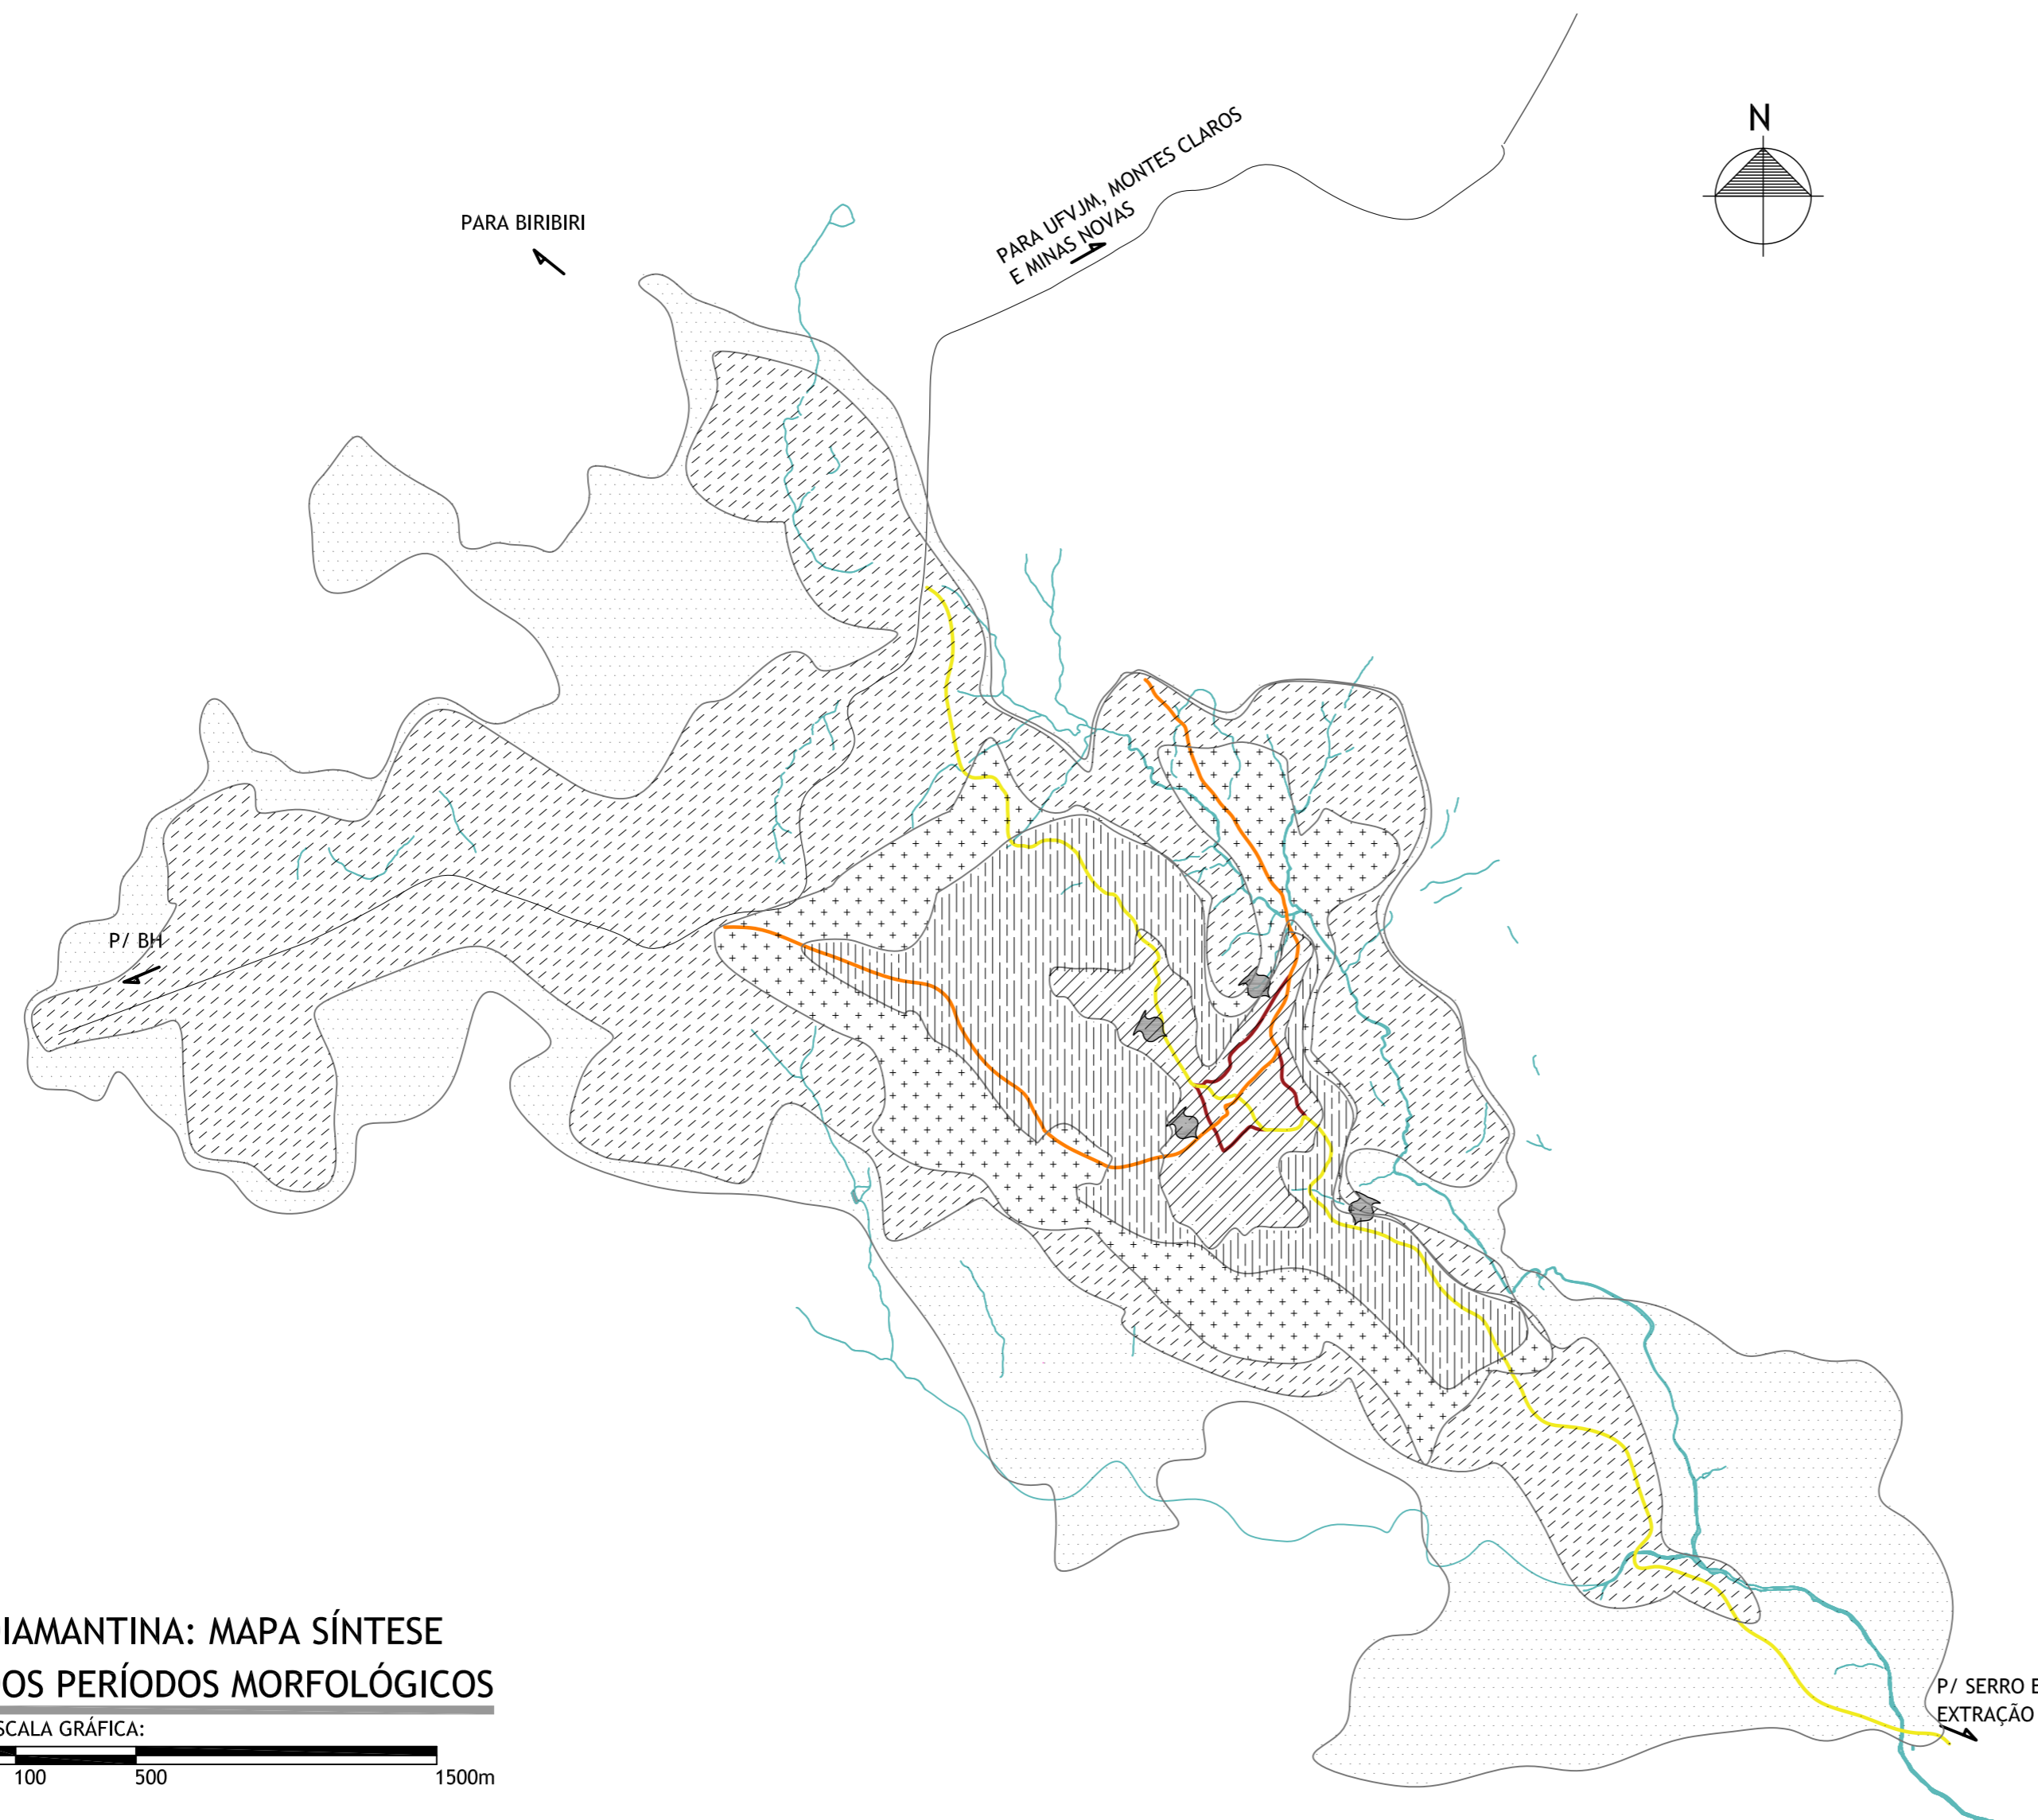 N
PARA BIRIBIRI
PARA UFVJM, MONTES CLAROS
E MINAS NOVAS
P/ BH
IAMANTINA: MAPA SÍNTESE
OS PERÍODOS MORFOLÓGICOS
SCALA GRÁFICA:
100 500 1500m
P/ SERRO E
EXTRAÇÃO